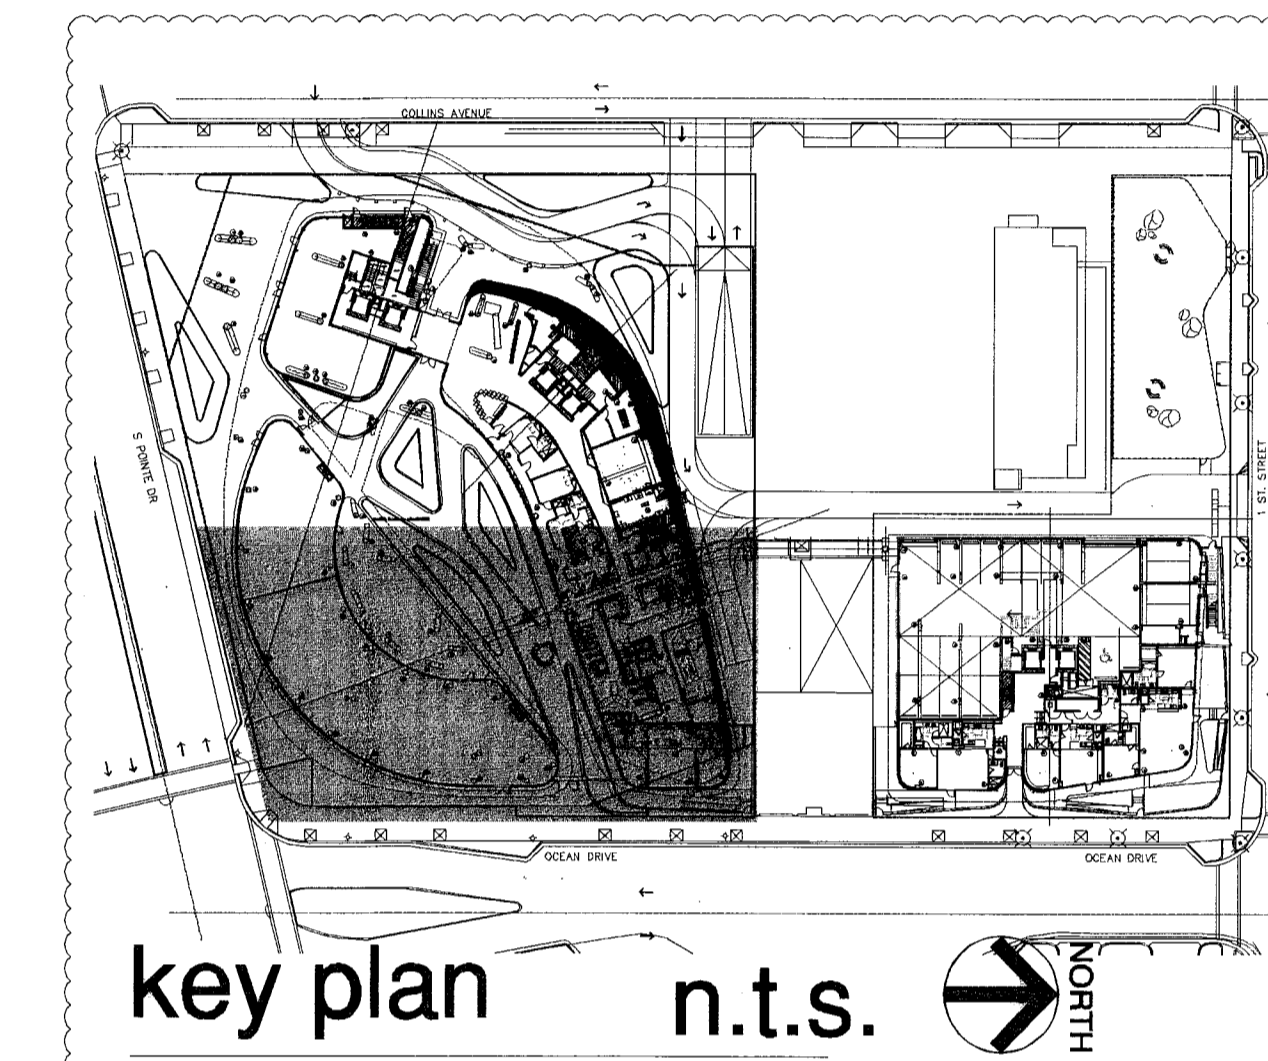 COLLINS AVENUE
S POINTE DR
1 ST. STREET
OCEAN DRIVE
OCEAN DRIVE
key plan
n.t.s.
NORTH